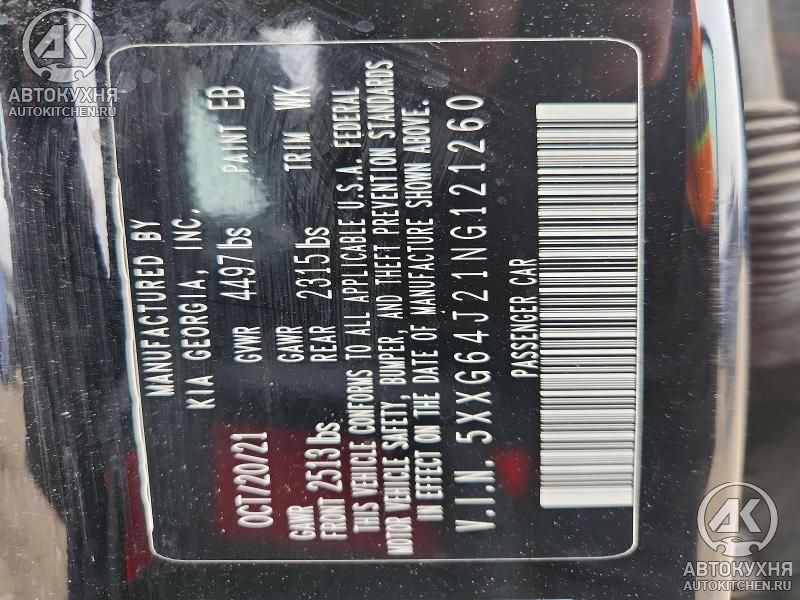 MANUFACTURED BY
KIA GEORGIA, INC.
OCT/20/21 GVWR 4497lbs PAINT EB
GAWR GAWR TRIM WK
FRONT 2513lbs REAR 2315lbs
THIS VEHICLE CONFORMS TO ALL APPLICABLE U.S.A. FEDERAL
MOTOR VEHICLE SAFETY, BUMPER, AND THEFT PREVENTION STANDARDS
IN EFFECT ON THE DATE OF MANUFACTURE SHOWN ABOVE.
V.I.N. 5XXG64J21NG121260
PASSENGER CAR
AK
АВТОКУХНЯ
AUTOKITCHEN.RU
AK
АВТОКУХНЯ
AUTOKITCHEN.RU